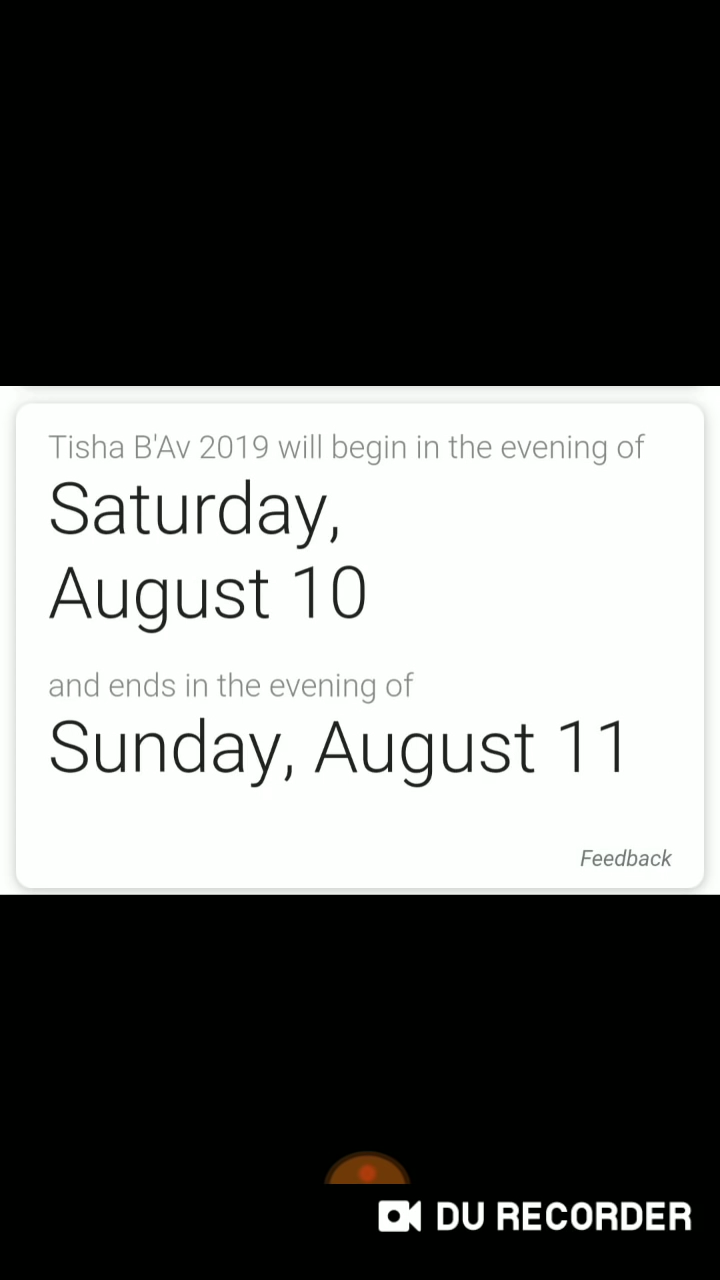 Tisha B'Av 2019 will begin in the evening of
Saturday,
August 10
and ends in the evening of
Sunday, August 11
Feedback
DU RECORDER